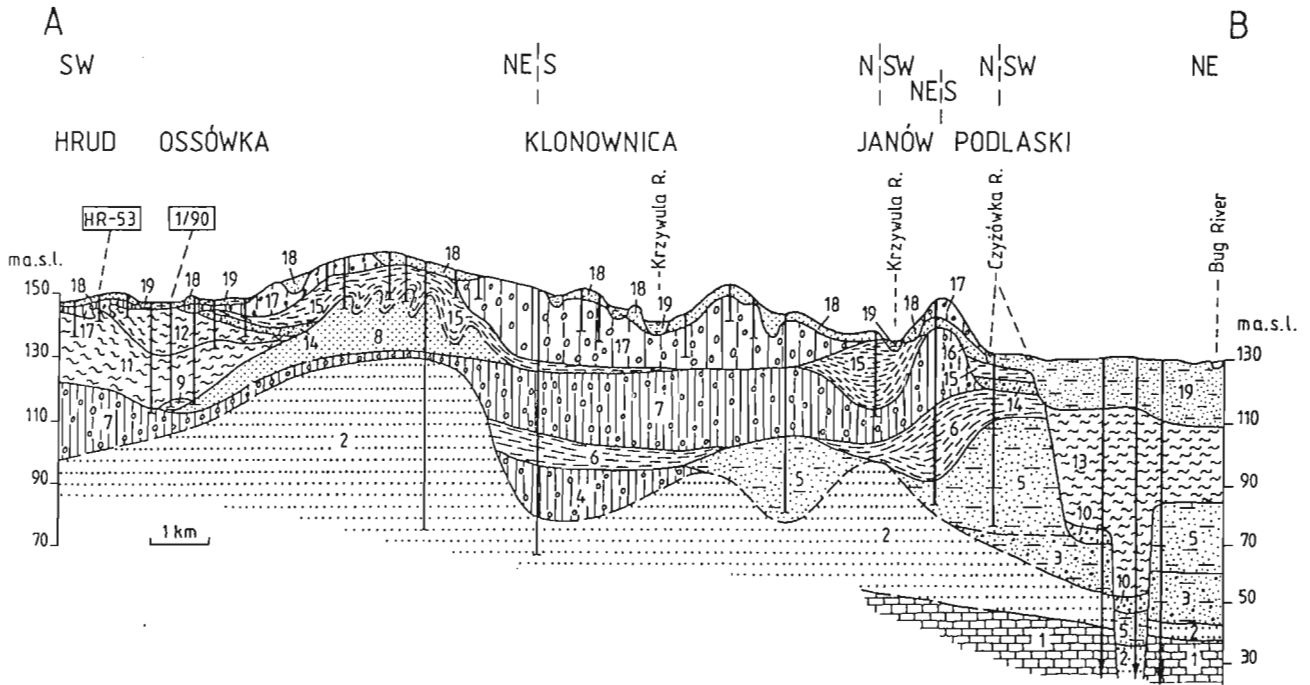 A B
SW NE S N SW N SW NE
NE S
HRUD OSSÓWKA KLONOWNICA JANÓW PODLASKI
Krzywula R. Krzywula R. Czyżówka R. Bug River
HR-53 1/90
m a.s.l. m a.s.l.
18 19 18 19 18 18 18 18 19 18 19 18 17
150 17 12 17 15 15 17 15 16
130 11 14 8 15 130
9 7 14 19
110 7 2 6 6 5 110
90 4 5 13 90
10 5
70 2 3 70
1 km
10 3
50 5 2 50
1 2 1
30